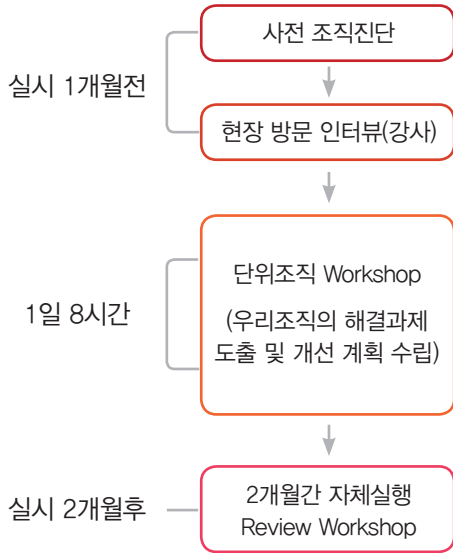 사전 조직진단
실시 1개월전
현장 방문 인터뷰(강사)
단위조직 Workshop
1일 8시간
(우리조직의 해결과제
도출 및 개선 계획 수립)
실시 2개월후
2개월간 자체실행
Review Workshop